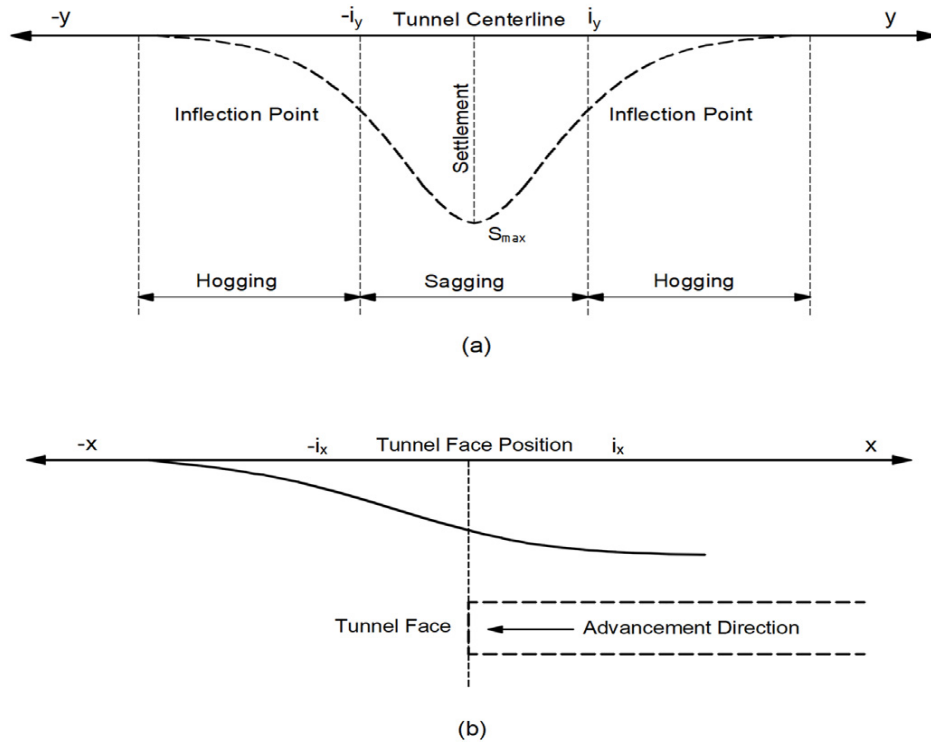 -y -iy Tunnel Centerline iy y
Inflection Point Settlement Inflection Point
Smax
Hogging Sagging Hogging
(a)
-x -ix Tunnel Face Position ix x
Tunnel Face Advancement Direction
(b)